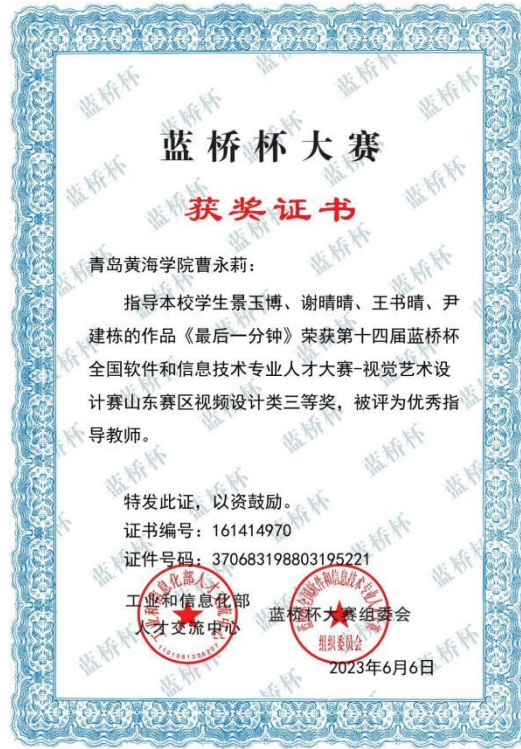 蓝桥杯大赛
获奖证书
青岛黄海学院曹永莉：
指导本校学生景玉博、谢晴晴、王书晴、尹
建栋的作品《最后一分钟》荣获第十四届蓝桥杯
全国软件和信息技术专业人才大赛-视觉艺术设
计赛山东赛区视频设计类三等奖，被评为优秀指
导教师。
特发此证，以资鼓励。
证书编号：161414970
证件号码：370683198803195221
工业和信息化部
人才交流中心
蓝桥杯大赛组委会
组织委员会
2023年6月6日